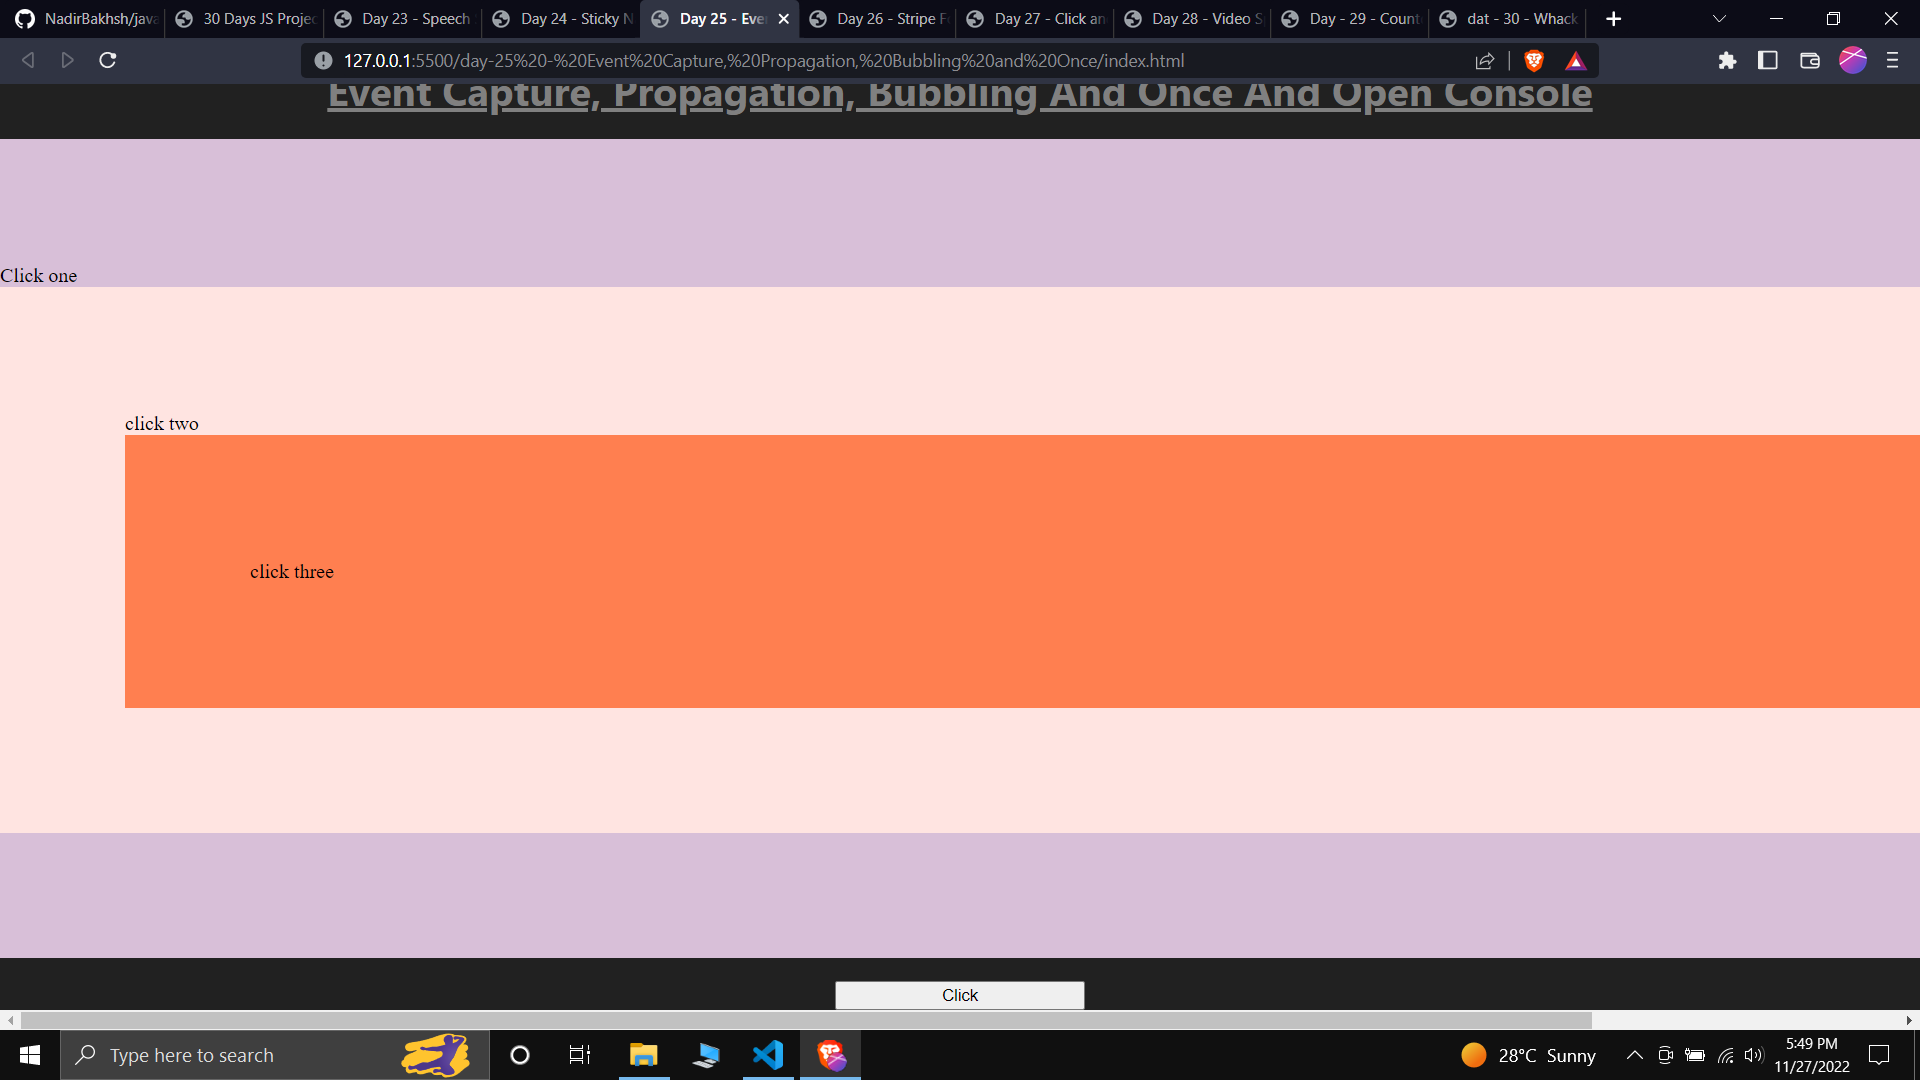 NadirBakhsh/java
30 Days JS Projec
Day 23 - Speech
Day 24 - Sticky N
Day 25 - Eve
Day 26 - Stripe F
Day 27 - Click an
Day 28 - Video S
Day - 29 - Count
dat - 30 - Whack
127.0.0.1:5500/day-25%20-%20Event%20Capture,%20Propagation,%20Bubbling%20and%20Once/index.html
Event Capture, Propagation, Bubbling And Once And Open Console
Click one
click two
click three
Click
Type here to search
28°C Sunny
5:49 PM
11/27/2022